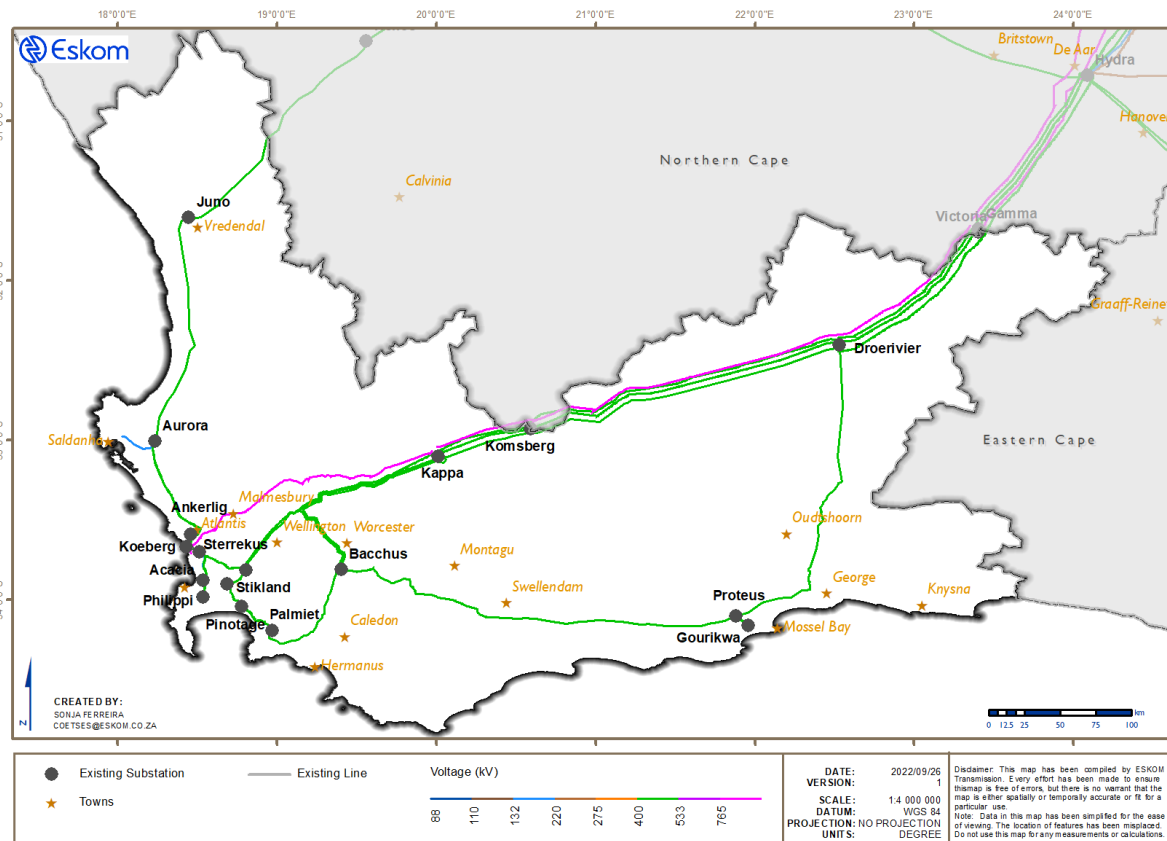 18°0'0"E 19°0'0"E 20°0'0"E 21°0'0"E 22°0'0"E 23°0'0"E 24°0'0"E
Eskom
Britstown
De Aar
Hydra
Hanover
Northern Cape
Calvinia
Juno
Vredendal
Victoria
Gamma
Graaff-Reine
Droerivier
Aurora
Saldanha
Komsberg
Eastern Cape
Kappa
Malmesbury
Ankerlig
Atlantis
Oudtshoorn
Wellington
Worcester
Koeberg
Sterrekus
Bacchus
Montagu
Acacia
Stikland
George
Swellendam
Philippi
Proteus
Knysna
Palmiet
Pinotage
Caledon
Gourikwa
Mossel Bay
Hermanus
N
CREATED BY:
SONJA FERREIRA
COETSES@ESKOM.CO.ZA
km
0 12.5 25 50 75 100
Existing Substation
Existing Line
Towns
Voltage (kV)
88 110 132 220 275 400 533 765
DATE: 2022/09/26
VERSION: 1
SCALE: 1:4 000 000
DATUM: WGS 84
PROJECTION: NO PROJECTION
UNITS: DEGREE
Disclaimer: This map has been compiled by ESKOM
Transmission. Every effort has been made to ensure
thismap is free of errors, but there is no warrant that the
map is either spatially or temporally accurate or fit for a
particular use.
Note: Data in this map has been simplified for the ease
of viewing. The location of features has been misplaced.
Do not use this map for any measurements or calculations.